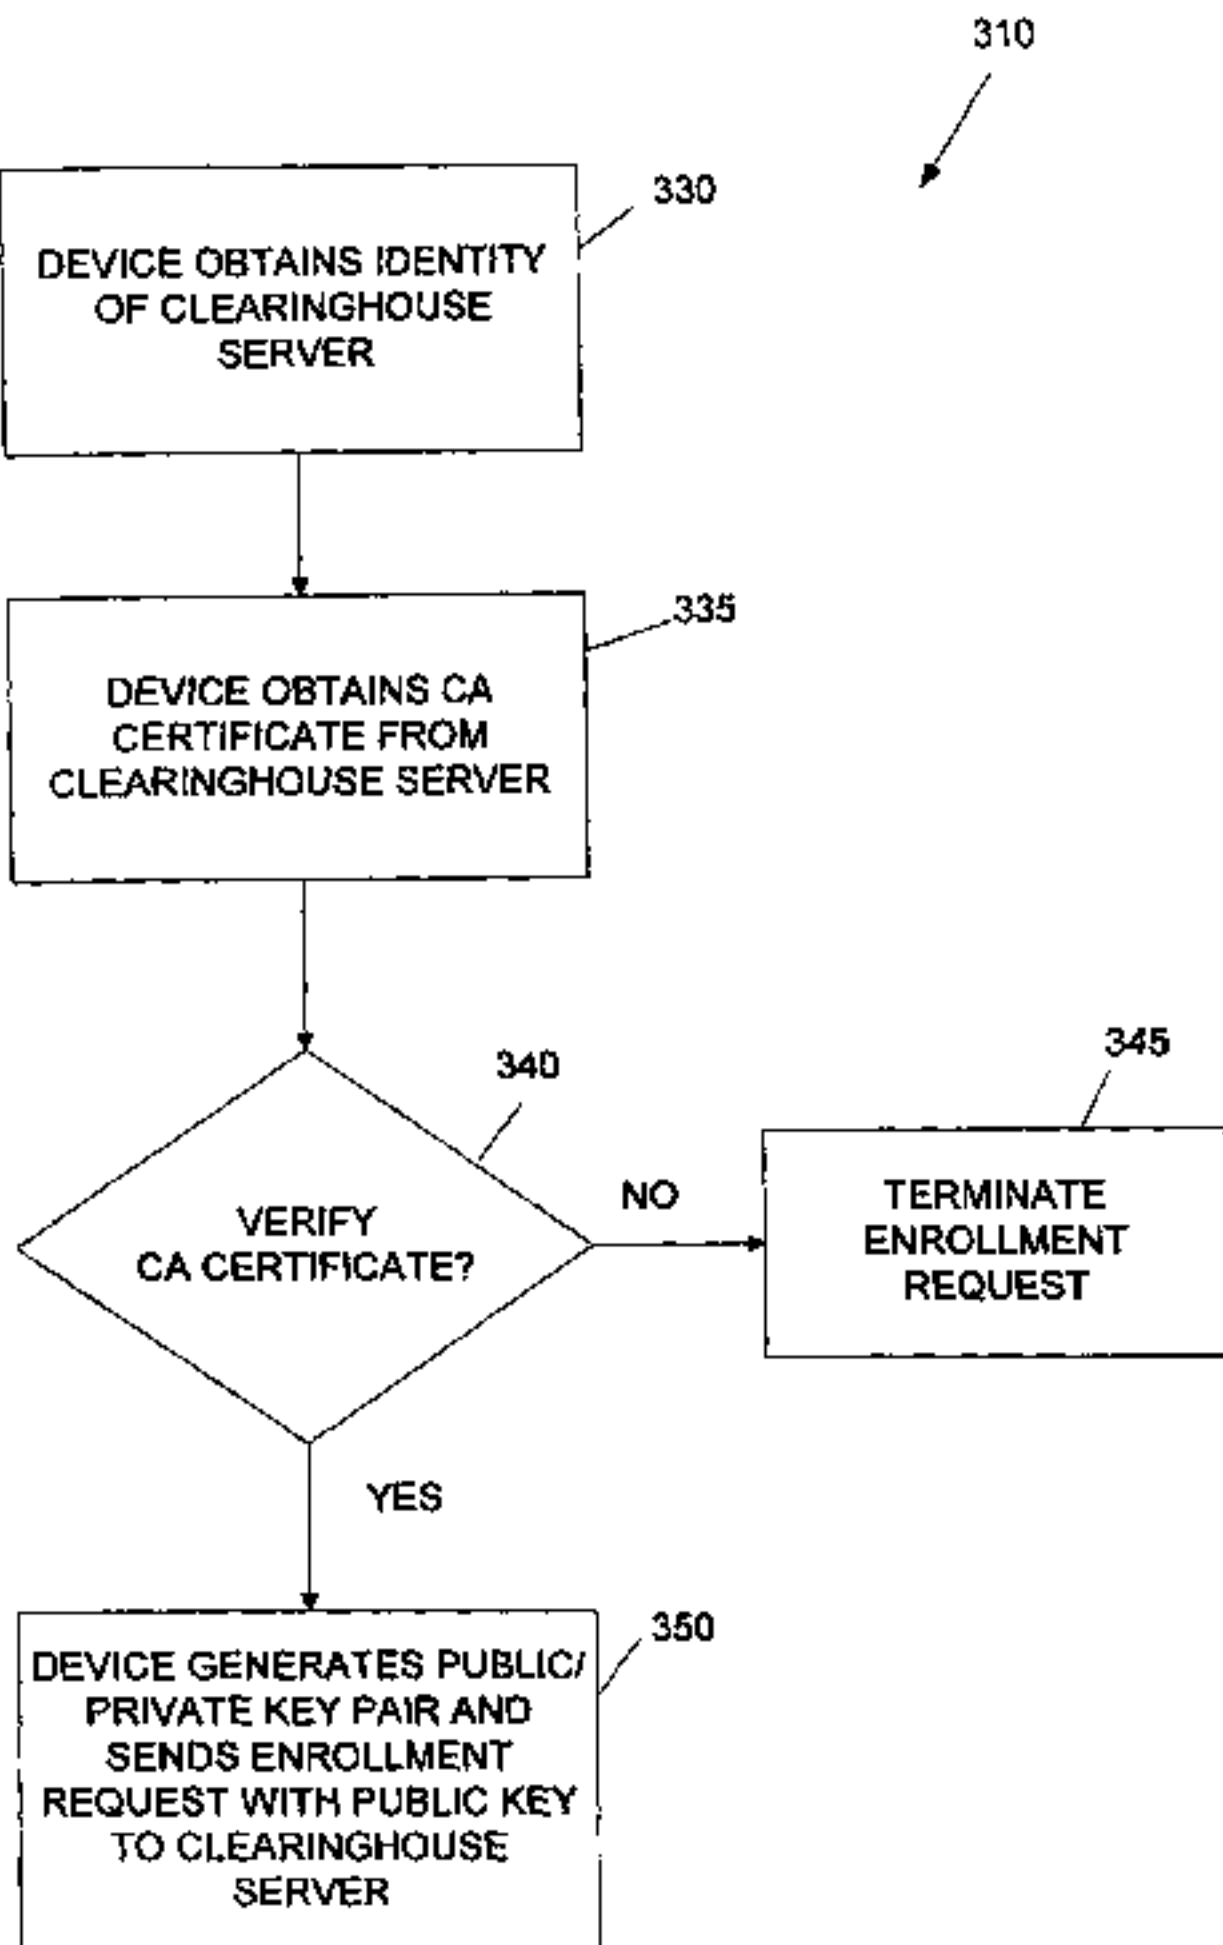 310
330
DEVICE OBTAINS IDENTITY
OF CLEARINGHOUSE
SERVER
335
DEVICE OBTAINS CA
CERTIFICATE FROM
CLEARINGHOUSE SERVER
340
VERIFY
CA CERTIFICATE?
NO
345
TERMINATE
ENROLLMENT
REQUEST
YES
350
DEVICE GENERATES PUBLIC/
PRIVATE KEY PAIR AND
SENDS ENROLLMENT
REQUEST WITH PUBLIC KEY
TO CLEARINGHOUSE
SERVER